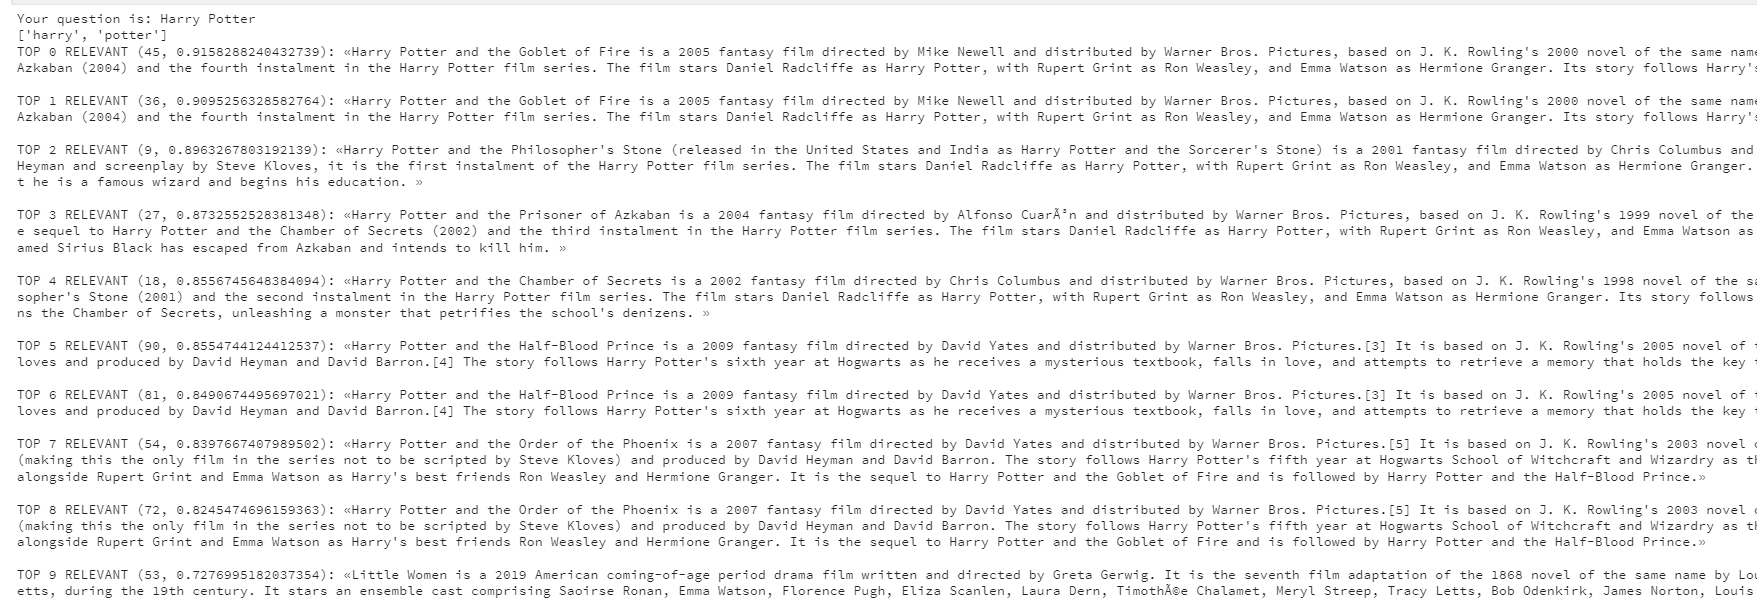 Your question is: Harry Potter
['harry', 'potter']
TOP 0 RELEVANT (45, 0.9158288240432739): «Harry Potter and the Goblet of Fire is a 2005 fantasy film directed by Mike Newell and distributed by Warner Bros. Pictures, based on J. K. Rowling's 2000 novel of the same name
Azkaban (2004) and the fourth instalment in the Harry Potter film series. The film stars Daniel Radcliffe as Harry Potter, with Rupert Grint as Ron Weasley, and Emma Watson as Hermione Granger. Its story follows Harry's
TOP 1 RELEVANT (36, 0.9095256328582764): «Harry Potter and the Goblet of Fire is a 2005 fantasy film directed by Mike Newell and distributed by Warner Bros. Pictures, based on J. K. Rowling's 2000 novel of the same name
Azkaban (2004) and the fourth instalment in the Harry Potter film series. The film stars Daniel Radcliffe as Harry Potter, with Rupert Grint as Ron Weasley, and Emma Watson as Hermione Granger. Its story follows Harry's
TOP 2 RELEVANT (9, 0.8963267803192139): «Harry Potter and the Philosopher's Stone (released in the United States and India as Harry Potter and the Sorcerer's Stone) is a 2001 fantasy film directed by Chris Columbus and
Heyman and screenplay by Steve Kloves, it is the first instalment of the Harry Potter film series. The film stars Daniel Radcliffe as Harry Potter, with Rupert Grint as Ron Weasley, and Emma Watson as Hermione Granger.
t he is a famous wizard and begins his education. »
TOP 3 RELEVANT (27, 0.8732552528381348): «Harry Potter and the Prisoner of Azkaban is a 2004 fantasy film directed by Alfonso CuarÃ³n and distributed by Warner Bros. Pictures, based on J. K. Rowling's 1999 novel of the
e sequel to Harry Potter and the Chamber of Secrets (2002) and the third instalment in the Harry Potter film series. The film stars Daniel Radcliffe as Harry Potter, with Rupert Grint as Ron Weasley, and Emma Watson as
amed Sirius Black has escaped from Azkaban and intends to kill him. »
TOP 4 RELEVANT (18, 0.8556745648384094): «Harry Potter and the Chamber of Secrets is a 2002 fantasy film directed by Chris Columbus and distributed by Warner Bros. Pictures, based on J. K. Rowling's 1998 novel of the sa
sopher's Stone (2001) and the second instalment in the Harry Potter film series. The film stars Daniel Radcliffe as Harry Potter, with Rupert Grint as Ron Weasley, and Emma Watson as Hermione Granger. Its story follows
ns the Chamber of Secrets, unleashing a monster that petrifies the school's denizens. »
TOP 5 RELEVANT (90, 0.8554744124412537): «Harry Potter and the Half-Blood Prince is a 2009 fantasy film directed by David Yates and distributed by Warner Bros. Pictures.[3] It is based on J. K. Rowling's 2005 novel of
loves and produced by David Heyman and David Barron.[4] The story follows Harry Potter's sixth year at Hogwarts as he receives a mysterious textbook, falls in love, and attempts to retrieve a memory that holds the key
TOP 6 RELEVANT (81, 0.8490674495697021): «Harry Potter and the Half-Blood Prince is a 2009 fantasy film directed by David Yates and distributed by Warner Bros. Pictures.[3] It is based on J. K. Rowling's 2005 novel of
loves and produced by David Heyman and David Barron.[4] The story follows Harry Potter's sixth year at Hogwarts as he receives a mysterious textbook, falls in love, and attempts to retrieve a memory that holds the key
TOP 7 RELEVANT (54, 0.8397667407989502): «Harry Potter and the Order of the Phoenix is a 2007 fantasy film directed by David Yates and distributed by Warner Bros. Pictures.[5] It is based on J. K. Rowling's 2003 novel
(making this the only film in the series not to be scripted by Steve Kloves) and produced by David Heyman and David Barron. The story follows Harry Potter's fifth year at Hogwarts School of Witchcraft and Wizardry as
alongside Rupert Grint and Emma Watson as Harry's best friends Ron Weasley and Hermione Granger. It is the sequel to Harry Potter and the Goblet of Fire and is followed by Harry Potter and the Half-Blood Prince.»
TOP 8 RELEVANT (72, 0.8245474696159363): «Harry Potter and the Order of the Phoenix is a 2007 fantasy film directed by David Yates and distributed by Warner Bros. Pictures.[5] It is based on J. K. Rowling's 2003 novel
(making this the only film in the series not to be scripted by Steve Kloves) and produced by David Heyman and David Barron. The story follows Harry Potter's fifth year at Hogwarts School of Witchcraft and Wizardry as
alongside Rupert Grint and Emma Watson as Harry's best friends Ron Weasley and Hermione Granger. It is the sequel to Harry Potter and the Goblet of Fire and is followed by Harry Potter and the Half-Blood Prince.»
TOP 9 RELEVANT (53, 0.7276995182037354): «Little Women is a 2019 American coming-of-age period drama film written and directed by Greta Gerwig. It is the seventh film adaptation of the 1868 novel of the same name by Lou
etts, during the 19th century. It stars an ensemble cast comprising Saoirse Ronan, Emma Watson, Florence Pugh, Eliza Scanlen, Laura Dern, TimothÃ©e Chalamet, Meryl Streep, Tracy Letts, Bob Odenkirk, James Norton, Louis